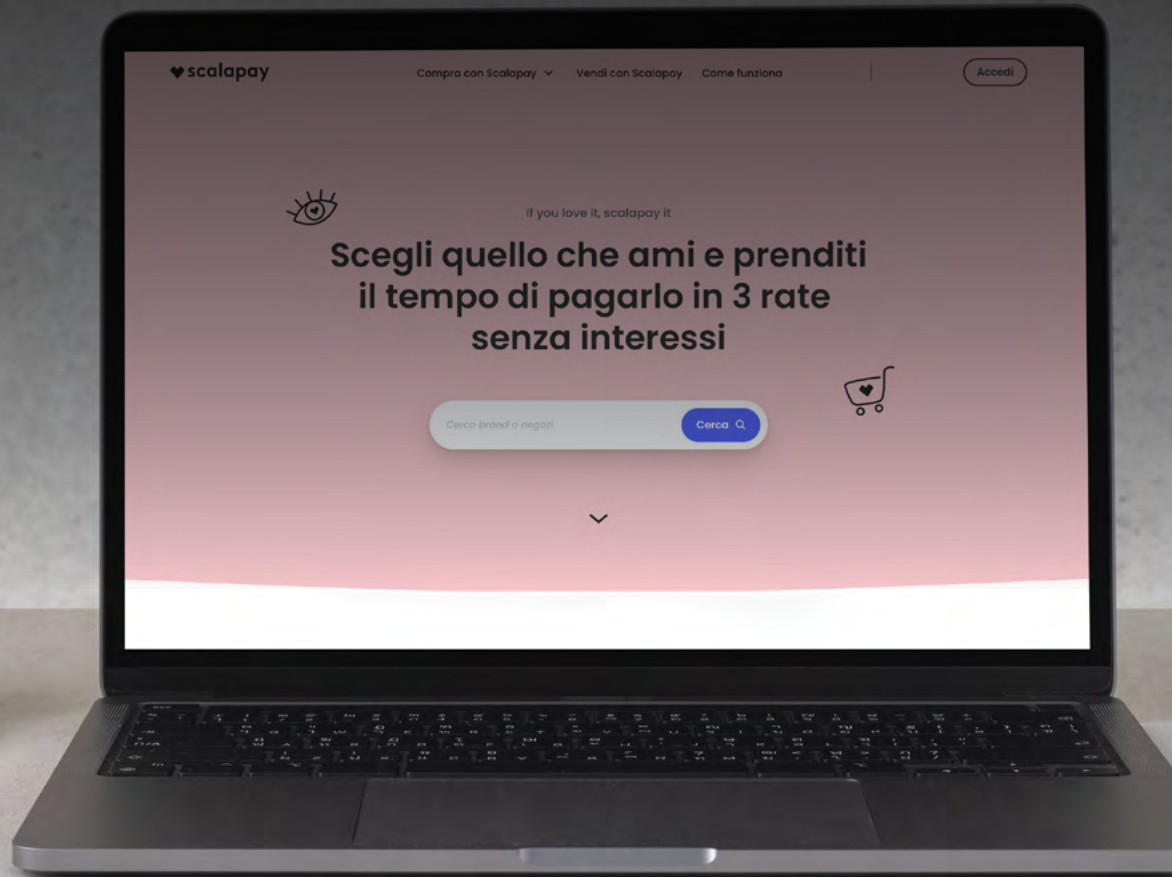 scalapay
Compra con Scalapay
Vendi con Scalapay
Come funziona
Accedi
If you love it, scalapay it
Scegli quello che ami e prenditi
il tempo di pagarlo in 3 rate
senza interessi
Cerca brand o negozi
Cerca